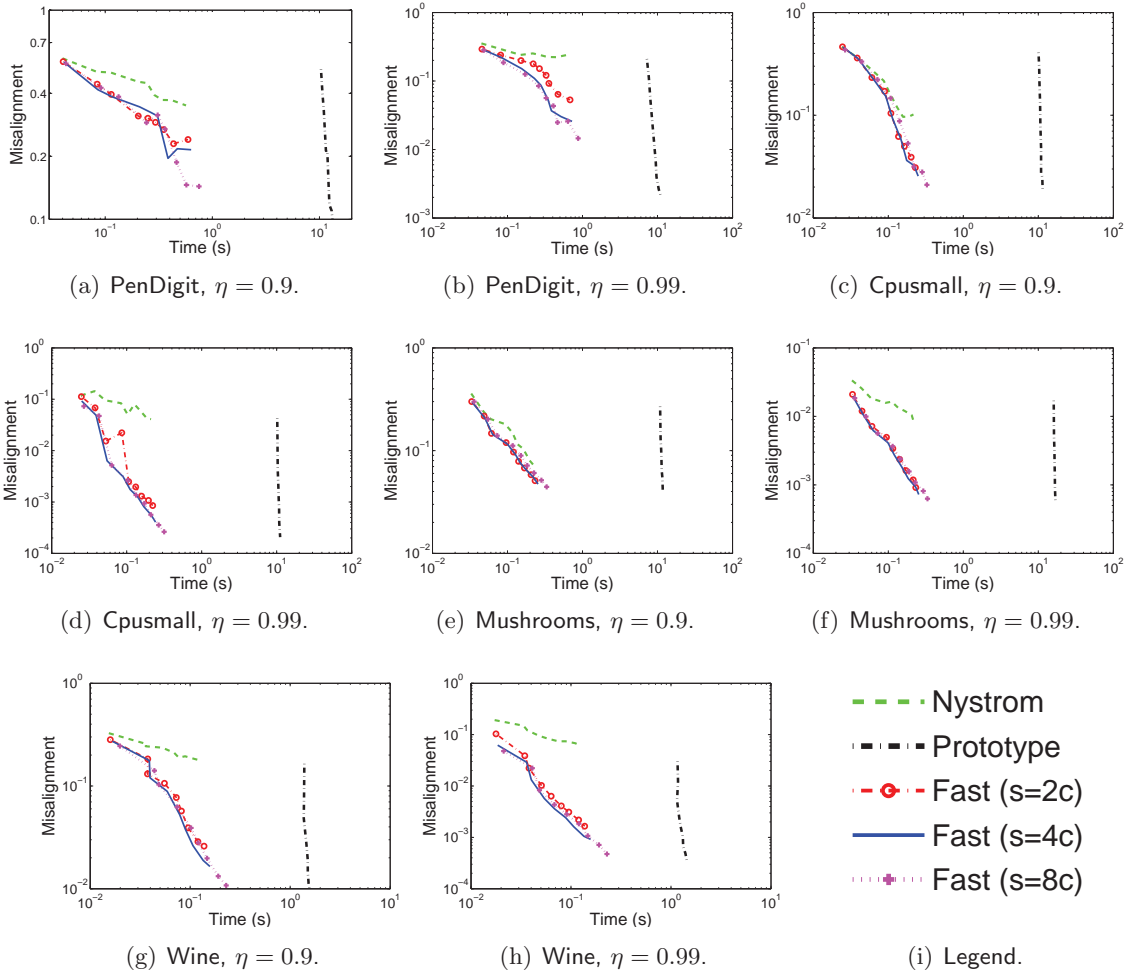 1
0.7
0.4
0.2
0.1
10^-1
10^0
10^1
Misalignment
Time (s)
(a) PenDigit, η = 0.9.
10^0
10^-1
10^-2
10^-3
10^-2
10^-1
10^0
10^1
10^2
Misalignment
Time (s)
(b) PenDigit, η = 0.99.
10^0
10^-1
10^-2
10^-2
10^-1
10^0
10^1
10^2
Misalignment
Time (s)
(c) Cpusmall, η = 0.9.
10^0
10^-1
10^-2
10^-3
10^-4
10^-2
10^-1
10^0
10^1
10^2
Misalignment
Time (s)
(d) Cpusmall, η = 0.99.
10^0
10^-1
10^-2
10^-2
10^-1
10^0
10^1
10^2
Misalignment
Time (s)
(e) Mushrooms, η = 0.9.
10^-1
10^-2
10^-3
10^-4
10^-2
10^-1
10^0
10^1
10^2
Misalignment
Time (s)
(f) Mushrooms, η = 0.99.
10^0
10^-1
10^-2
10^-2
10^-1
10^0
10^1
Misalignment
Time (s)
(g) Wine, η = 0.9.
10^0
10^-1
10^-2
10^-3
10^-4
10^-2
10^-1
10^0
10^1
Misalignment
Time (s)
(h) Wine, η = 0.99.
Nystrom
Prototype
Fast (s=2c)
Fast (s=4c)
Fast (s=8c)
(i) Legend.